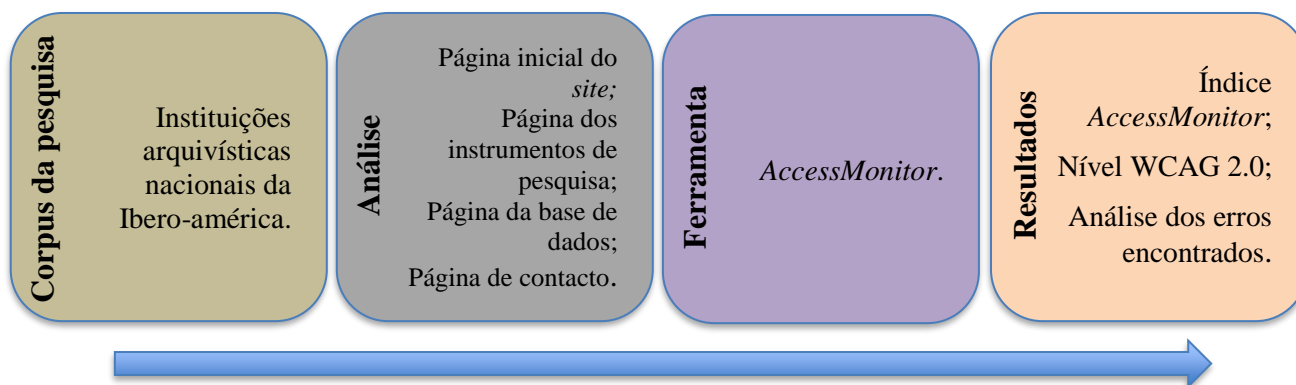 Corpus da pesquisa
Instituições
arquivísticas
nacionais da
Ibero-américa.
Análise
Página inicial do
site;
Página dos
instrumentos de
pesquisa;
Página da base de
dados;
Página de contacto.
Ferramenta
AccessMonitor.
Resultados
Índice
AccessMonitor;
Nível WCAG 2.0;
Análise dos erros
encontrados.